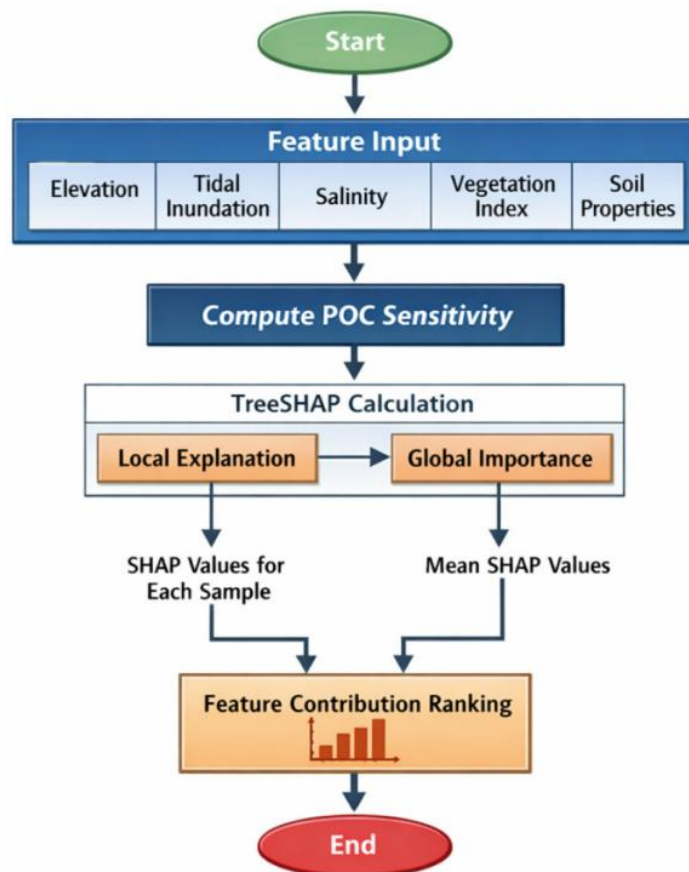 Start
Feature Input
Elevation
Tidal
Inundation
Salinity
Vegetation
Index
Soil
Properties
Compute POC Sensitivity
TreeSHAP Calculation
Local Explanation
Global Importance
SHAP Values for
Each Sample
Mean SHAP Values
Feature Contribution Ranking
End